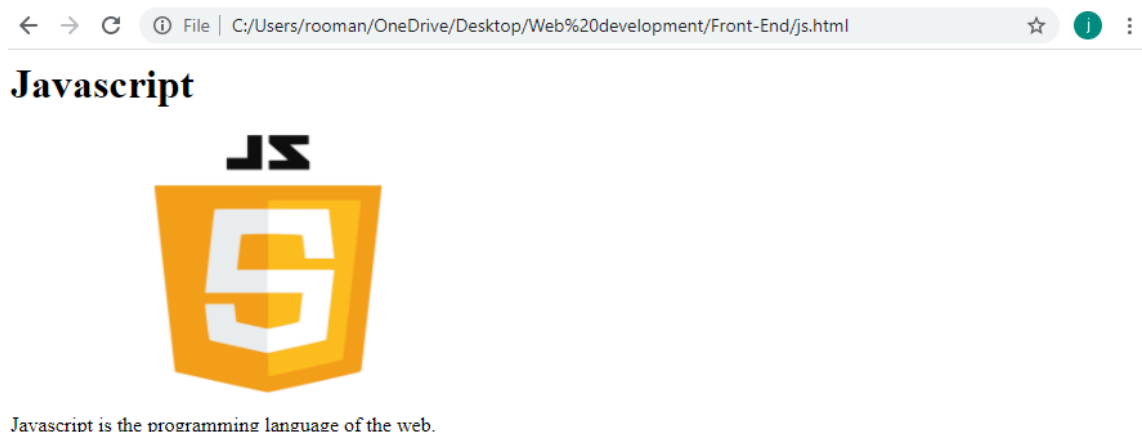 File C:/Users/rooman/OneDrive/Desktop/Web%20development/Front-End/js.html j
Javascript
JS
5
Javascript is the programming language of the web.